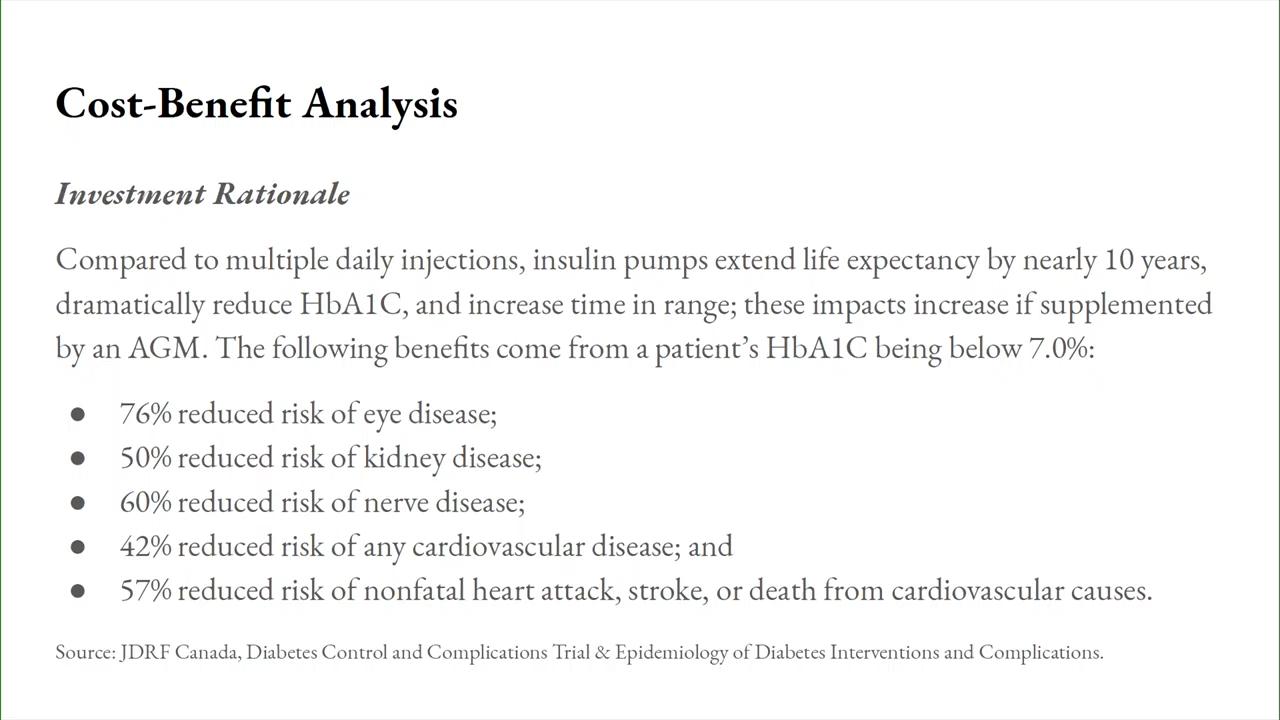 Cost-Benefit Analysis
Investment Rationale
Compared to multiple daily injections, insulin pumps extend life expectancy by nearly 10 years,
dramatically reduce HbA1C, and increase time in range; these impacts increase if supplemented
by an AGM. The following benefits come from a patient’s HbA1C being below 7.0%:
● 76% reduced risk of eye disease;
● 50% reduced risk of kidney disease;
● 60% reduced risk of nerve disease;
● 42% reduced risk of any cardiovascular disease; and
● 57% reduced risk of nonfatal heart attack, stroke, or death from cardiovascular causes.
Source: JDRF Canada, Diabetes Control and Complications Trial & Epidemiology of Diabetes Interventions and Complications.